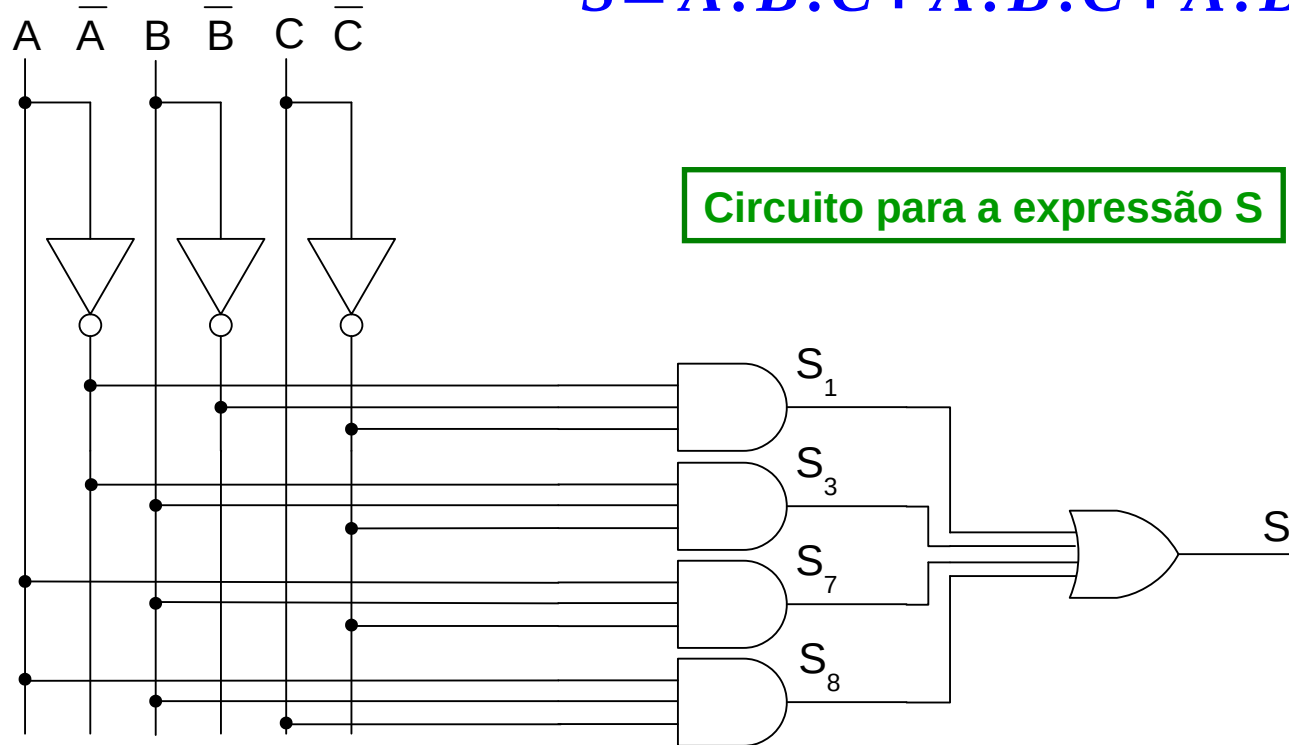 A A̅ B B̅ C C̅
Circuito para a expressão S
S1
S3
S7
S8
S